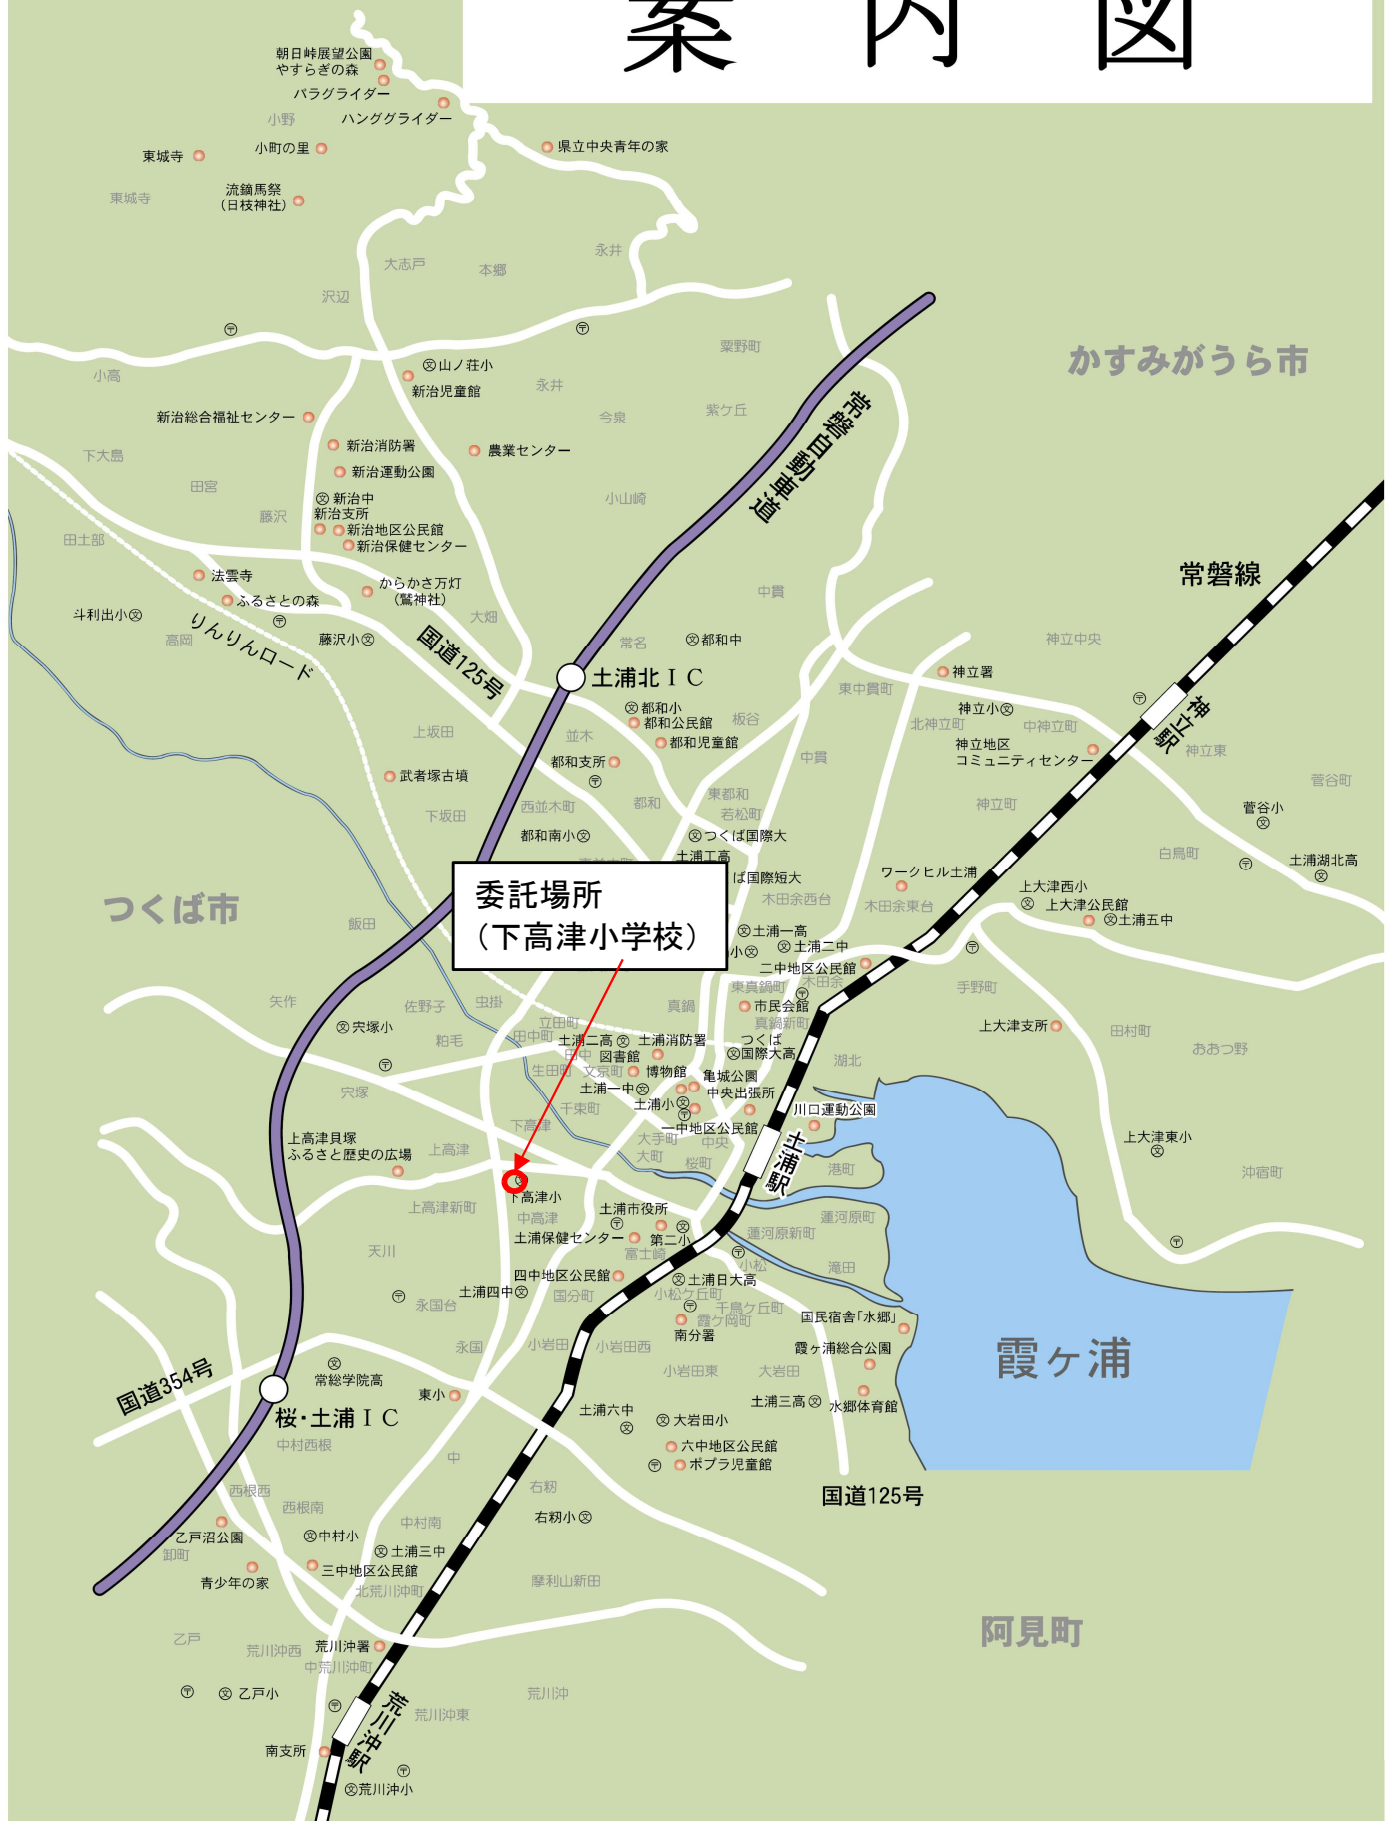 案内図
朝日峠展望公園
やすらぎの森
パラグライダー
ハンググライダー
小野
小町の里
東城寺
県立中央青年の家
東城寺
流鏑馬祭
（日枝神社）
大志戸
本郷
永井
沢辺
粟野町
かすみがうら市
小高
山ノ荘小
新治児童館
永井
今泉
紫ケ丘
常磐自動車道
新治総合福祉センター
新治消防署
農業センター
新治運動公園
下大島
田宮
小山崎
新治中
藤沢
新治支所
新治地区公民館
新治保健センター
田土部
常磐線
法雲寺
からかさ万灯
（鷲神社）
中貫
ふるさとの森
斗利出小
高岡
りんりんロード
藤沢小
大畑
国道125号
常名
都和中
神立中央
土浦北ＩＣ
神立署
東中貫町
都和小
都和公民館
板谷
神立小
北神立町
中神立町
神立駅
上坂田
並木
都和児童館
神立地区
コミュニティセンター
神立東
都和支所
中貫
武者塚古墳
菅谷町
西並木町
都和
東都和
若松町
神立町
菅谷小
下坂田
都和南小
つくば国際大
土浦工高
ば国際短大
白鳥町
土浦湖北高
ワークヒル土浦
上大津西小
上大津公民館
土浦五中
委託場所
（下高津小学校）
木田余西台
木田余東台
つくば市
飯田
土浦一高
小
土浦二中
二中地区公民館
木田余
東真鍋町
手野町
矢作
佐野子
虫掛
真鍋
市民会館
真鍋新町
上大津支所
田村町
穴塚小
立田町
田中町
土浦二高
土浦消防署
つくば
国際大高
おおつ野
粕毛
田中
図書館
湖北
生田町
文京町
博物館
亀城公園
土浦一中
中央出張所
穴塚
千束町
土浦小
川口運動公園
下高津
一中地区公民館
大手町
中央
土浦駅
上大津東小
上高津貝塚
ふるさと歴史の広場
上高津
大町
桜町
港町
沖宿町
下高津小
上高津新町
中高津
土浦市役所
蓮河原町
土浦保健センター
第二小
蓮河原新町
富士崎
天川
小松
滝田
四中地区公民館
土浦日大高
土浦四中
国分町
小松ケ丘町
千鳥ケ丘町
永国台
霞ケ岡町
国民宿舎「水郷」
南分署
永国
小岩田
小岩田西
霞ヶ浦総合公園
霞ヶ浦
国道354号
常総学院高
小岩田東
大岩田
東小
土浦三高
水郷体育館
桜・土浦ＩＣ
土浦六中
大岩田小
中村西根
六中地区公民館
中
ポプラ児童館
西根西
右籾
国道125号
西根南
乙戸沼公園
中村小
中村南
右籾小
卸町
土浦三中
三中地区公民館
青少年の家
北荒川沖町
摩利山新田
阿見町
乙戸
荒川沖西
荒川沖署
中荒川沖町
乙戸小
荒川沖
荒川沖駅
荒川沖東
南支所
荒川沖小